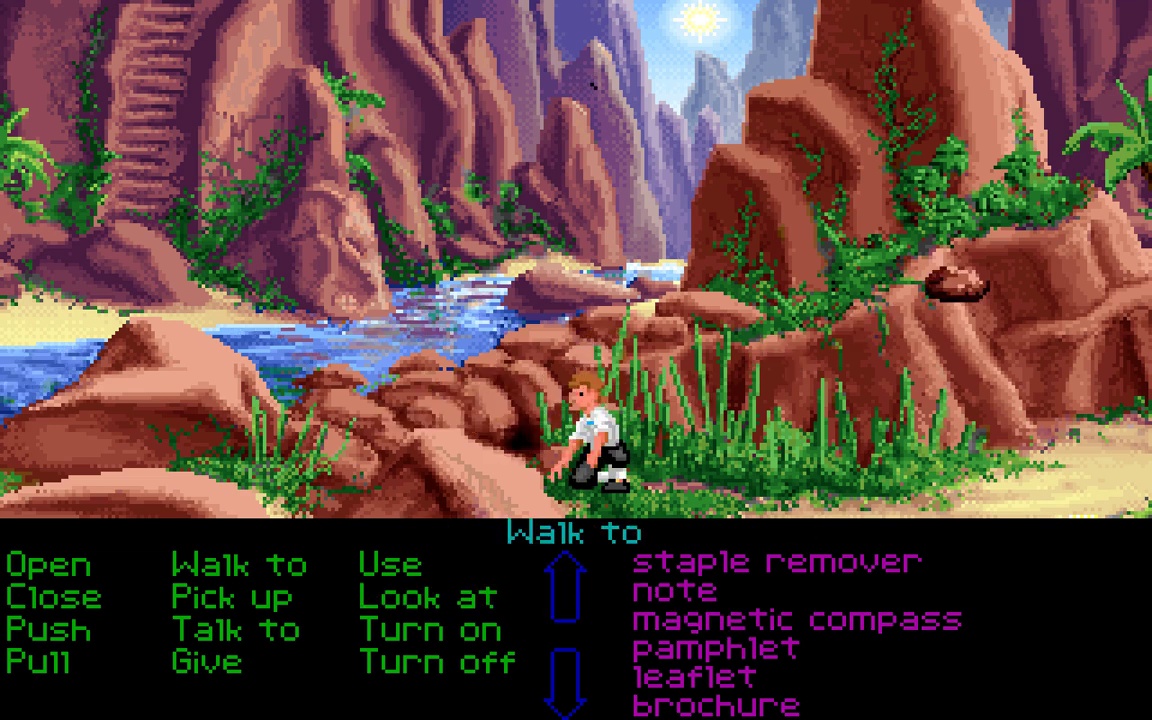 Walk to
Open Walk to Use
Close Pick up Look at
Push Talk to Turn on
Pull Give Turn off
staple remover
note
magnetic compass
pamphlet
leaflet
brochure